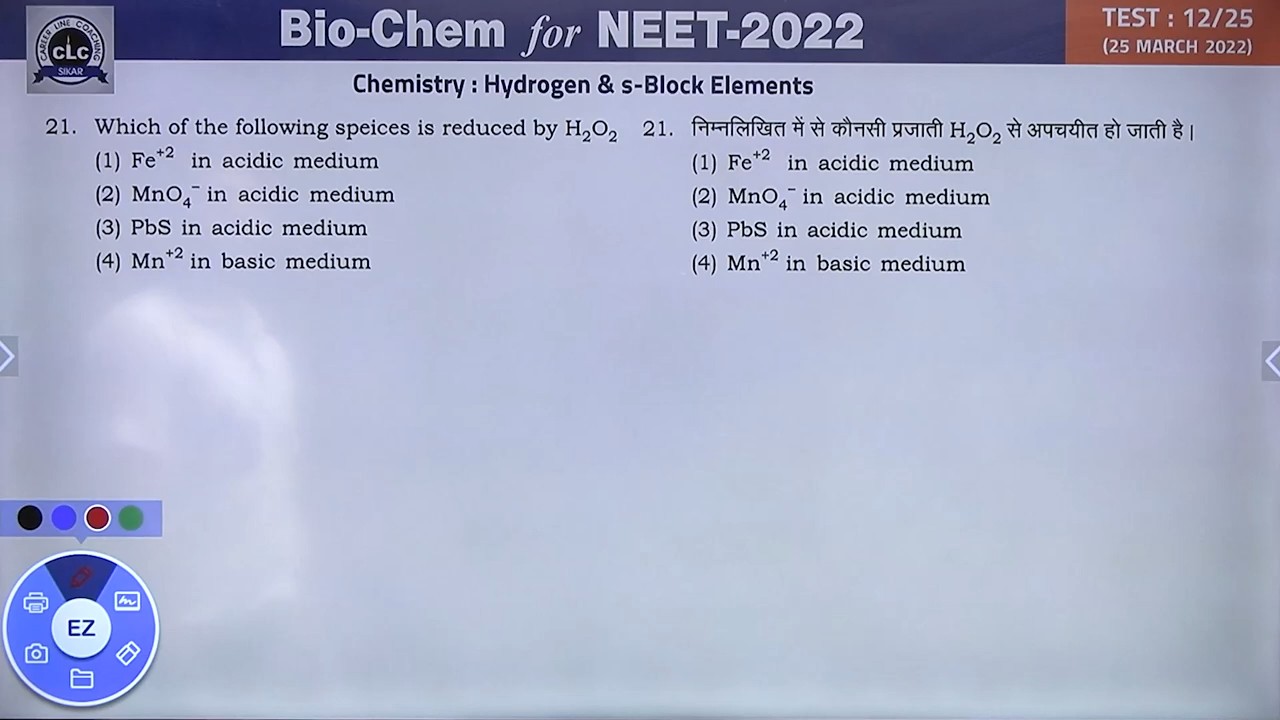 CAREER LINE COACHING
CLC
SIKAR
Bio-Chem for NEET-2022
TEST : 12/25
(25 MARCH 2022)
Chemistry : Hydrogen & s-Block Elements
21. Which of the following speices is reduced by H₂O₂
(1) Fe⁺² in acidic medium
(2) MnO₄⁻ in acidic medium
(3) PbS in acidic medium
(4) Mn⁺² in basic medium
21. निम्नलिखित में से कौनसी प्रजाती H₂O₂ से अपचयीत हो जाती है।
(1) Fe⁺² in acidic medium
(2) MnO₄⁻ in acidic medium
(3) PbS in acidic medium
(4) Mn⁺² in basic medium
EZ